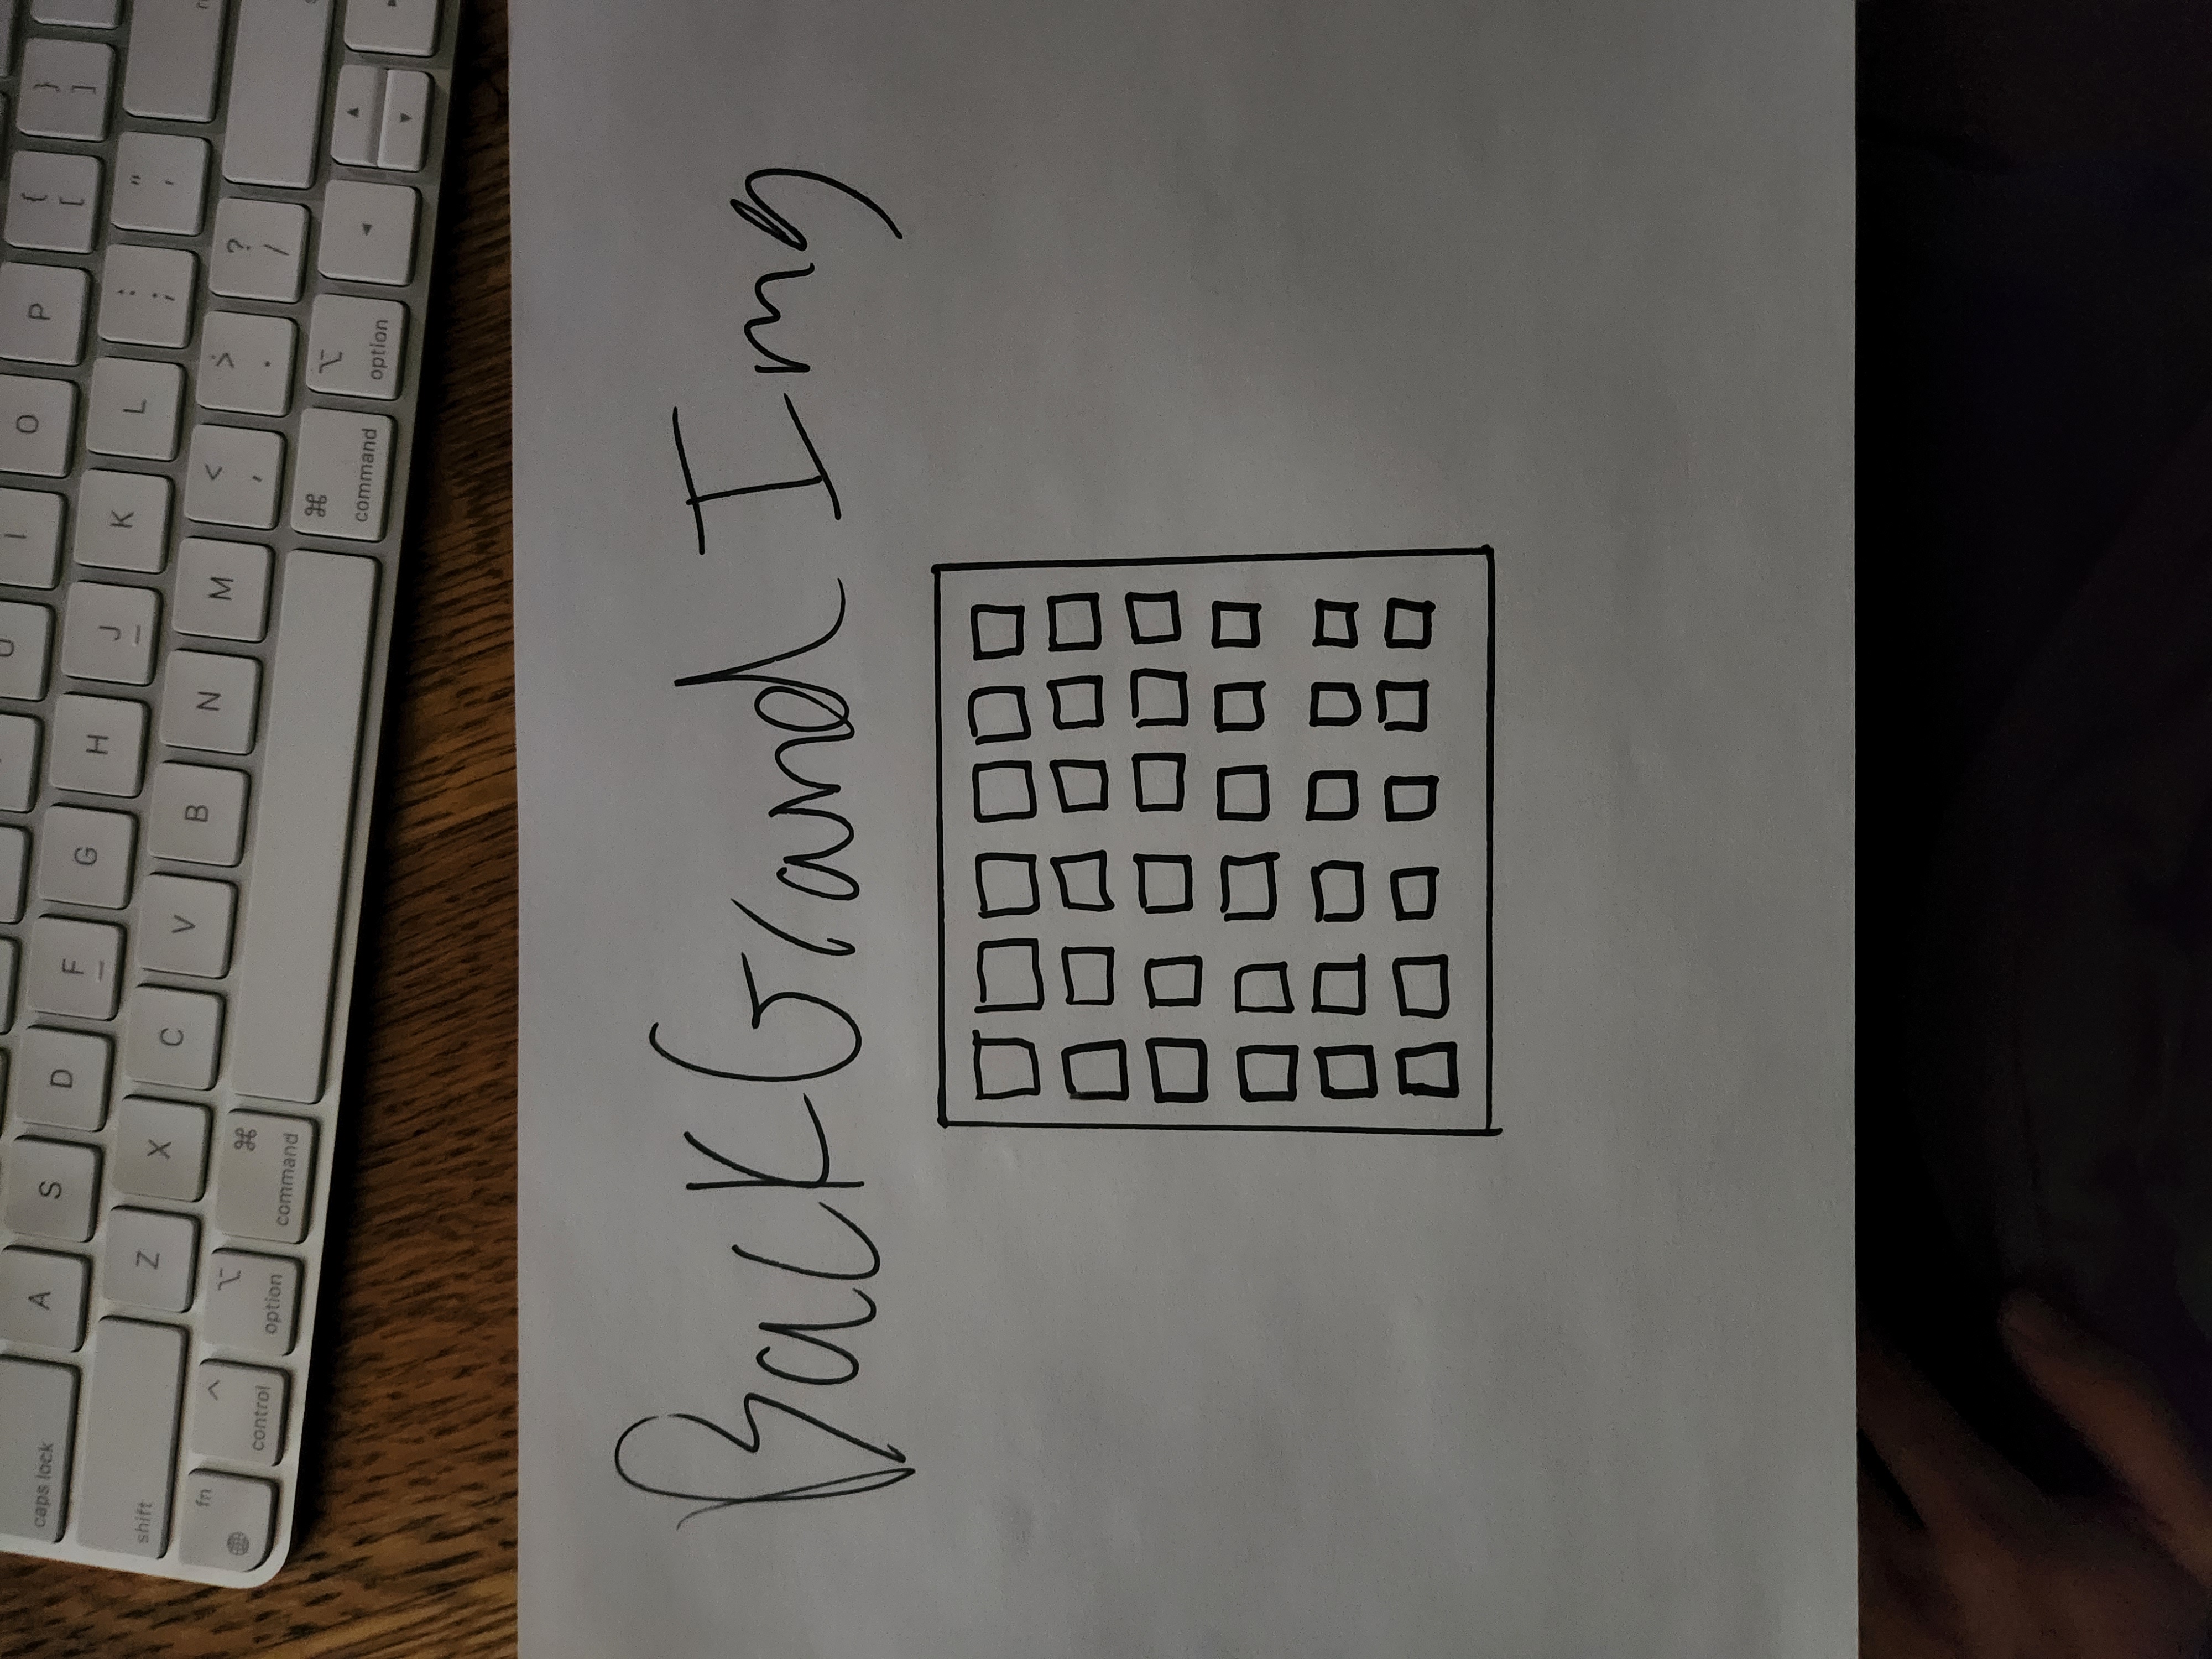 U I O P { [ } ]
caps lock A S D F G H J K L : ; " '
shift Z X C V B N M < , > . ? /
fn control option command command option
BackGrand Img